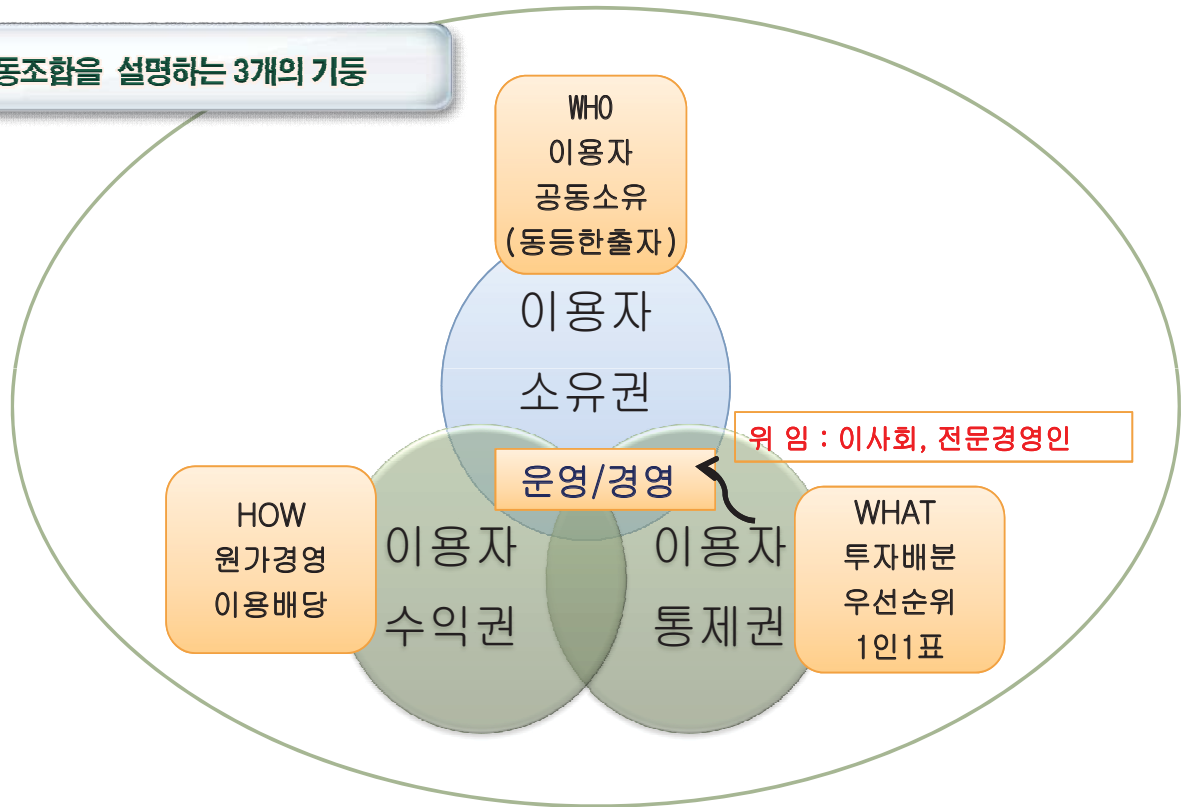 동조합을 설명하는 3개의 기둥
WHO
이용자
공동소유
(동등한출자)
이용자
소유권
위 임 : 이사회, 전문경영인
운영/경영
HOW
원가경영
이용배당
이용자
수익권
이용자
통제권
WHAT
투자배분
우선순위
1인1표